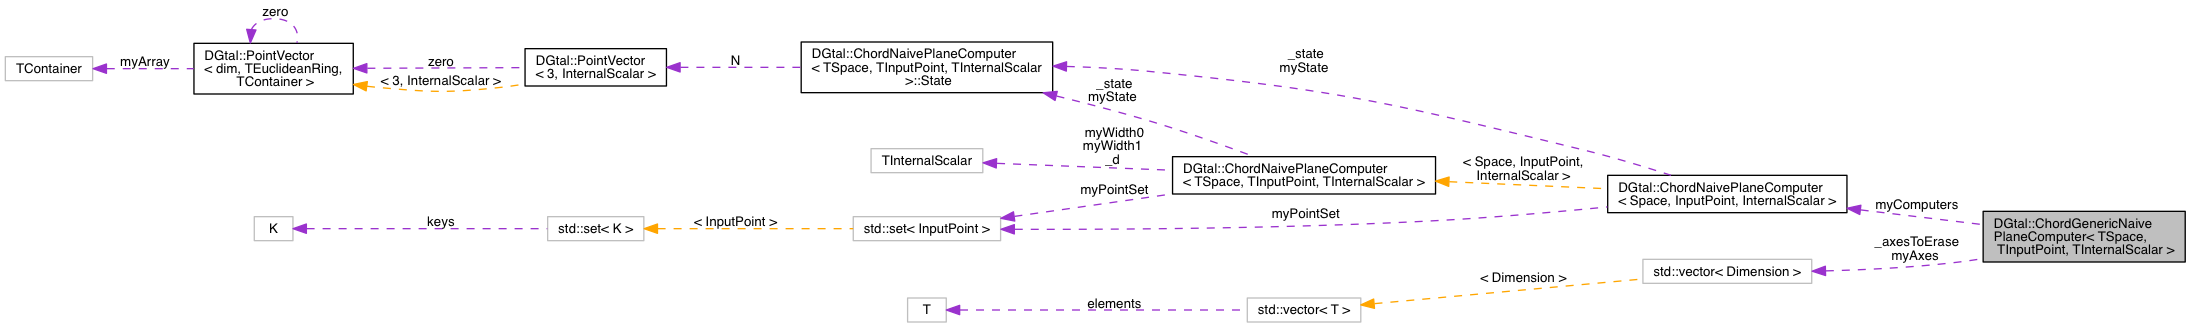 zero
TContainer
myArray
DGtal::PointVector
< dim, TEuclideanRing,
TContainer >
zero
< 3, InternalScalar >
DGtal::PointVector
< 3, InternalScalar >
N
DGtal::ChordNaivePlaneComputer
< TSpace, TInputPoint, TInternalScalar
>::State
_state
myState
_state
myState
myWidth0
myWidth1
_d
TInternalScalar
DGtal::ChordNaivePlaneComputer
< TSpace, TInputPoint, TInternalScalar >
< Space, InputPoint,
InternalScalar >
DGtal::ChordNaivePlaneComputer
< Space, InputPoint, InternalScalar >
myPointSet
myPointSet
myComputers
K
keys
std::set< K >
< InputPoint >
std::set< InputPoint >
DGtal::ChordGenericNaive
PlaneComputer< TSpace,
TInputPoint, TInternalScalar >
_axesToErase
myAxes
std::vector< Dimension >
< Dimension >
T
elements
std::vector< T >